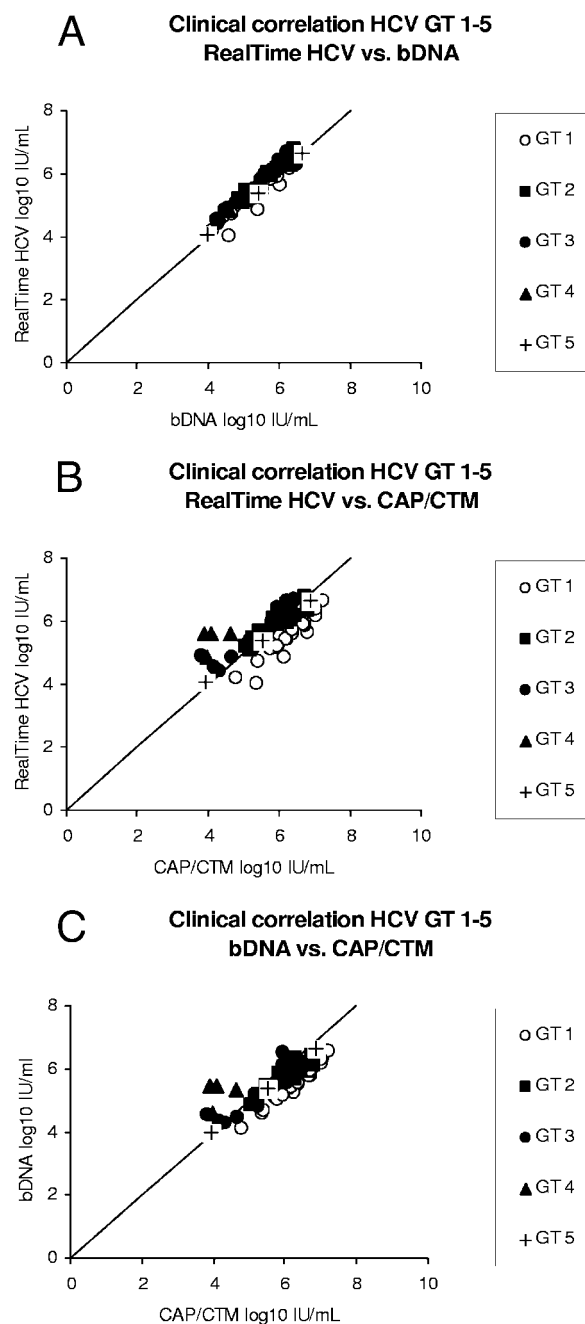 A
Clinical correlation HCV GT 1-5
RealTime HCV vs. bDNA
RealTime HCV log10 IU/mL
8
6
4
2
0
0 2 4 6 8 10
bDNA log10 IU/mL
GT 1
GT 2
GT 3
GT 4
GT 5
B
Clinical correlation HCV GT 1-5
RealTime HCV vs. CAP/CTM
RealTime HCV log10 IU/mL
8
6
4
2
0
0 2 4 6 8 10
CAP/CTM log10 IU/mL
GT 1
GT 2
GT 3
GT 4
GT 5
C
Clinical correlation HCV GT 1-5
bDNA vs. CAP/CTM
bDNA log10 IU/ml
8
6
4
2
0
0 2 4 6 8 10
CAP/CTM log10 IU/mL
GT 1
GT 2
GT 3
GT 4
GT 5